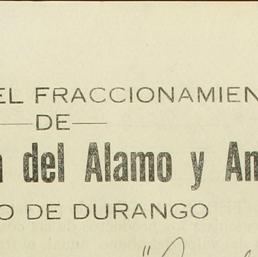 EL FRACCIONAMIEN
DE
del Alamo y An
O DE DURANGO